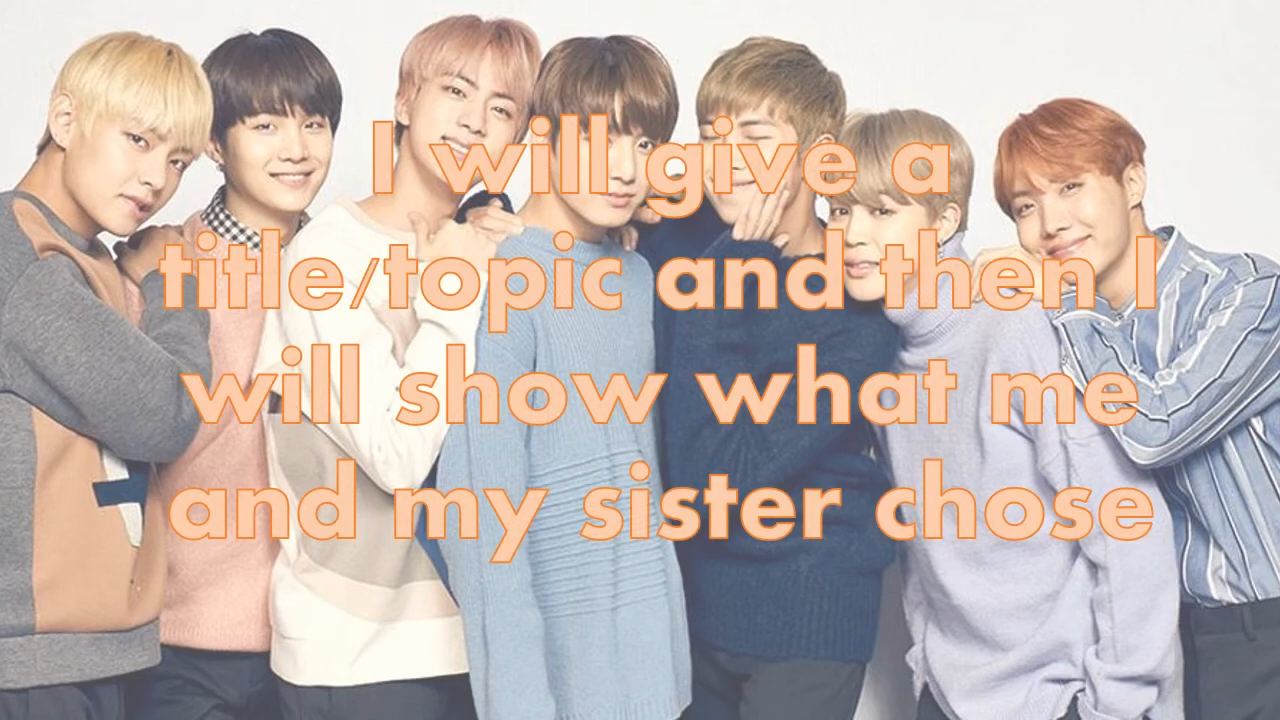 I will give a
title/topic and then I
will show what me
and my sister chose